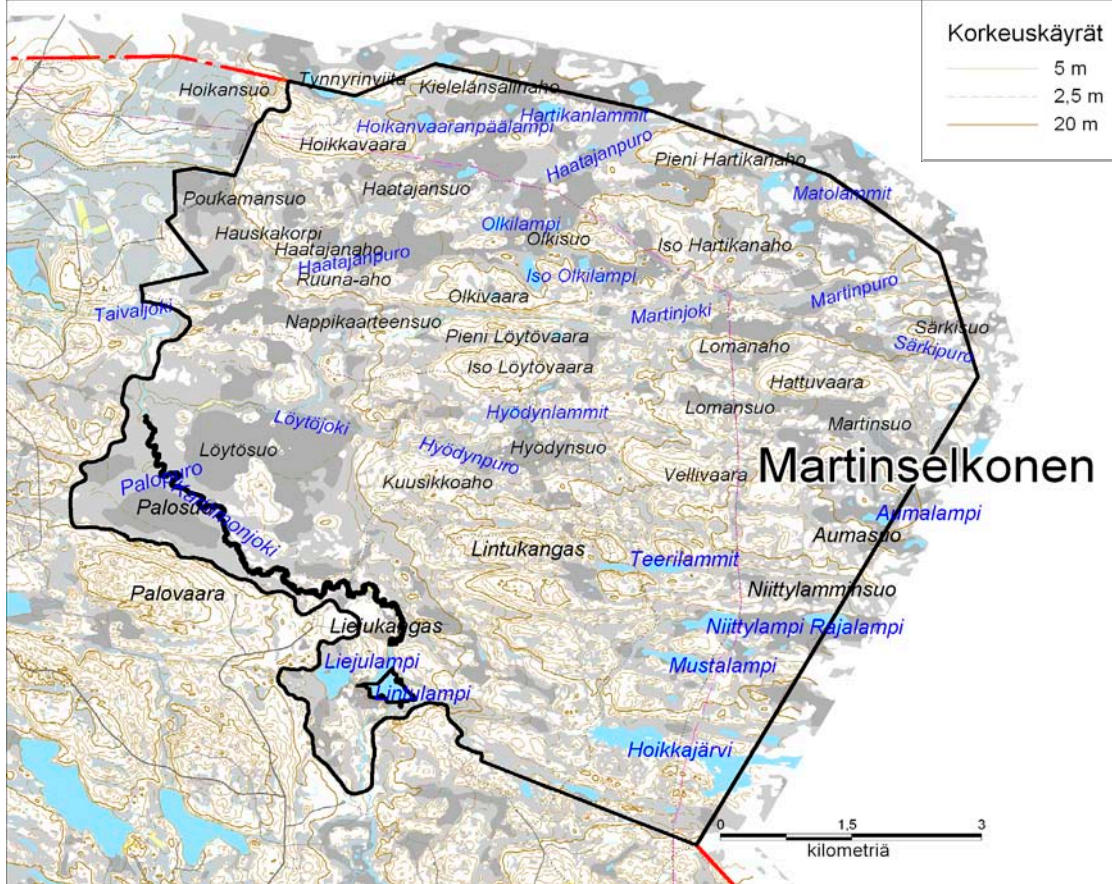 Korkeuskäyrät
5 m
2,5 m
20 m
Tynnyrinviita
Hoikansuo
Kielelänsalinaho
Hartikanlammit
Hoikanvaaranpäälampi
Hoikkavaara
Haatajanpuro
Pieni Hartikanaho
Haatajansuo
Matolammit
Poukamansuo
Olkilampi
Hauskakorpi
Olkisuo
Iso Hartikanaho
Haatajanaho
Haatajanpuro
Ruuna-aho
Iso Olkilampi
Olkivaara
Martinpuro
Taivaljoki
Martinjoki
Nappikaarteensuo
Pieni Löytövaara
Särkisuo
Lomanaho
Särkipuro
Iso Löytövaara
Hattuvaara
Löytöjoki
Hyödynlammit
Lomansuo
Martinsuo
Löytösuo
Hyödynpuro
Hyödynsuo
Martinselkonen
Kuusikkoaho
Vellivaara
Aumalampi
Aumasuo
Lintukangas
Teerilammit
Palovaara
Niittylamminsuo
Liejukangas
Niittylampi
Rajalampi
Liejulampi
Mustalampi
Lintulampi
Hoikkajärvi
0
1,5
3
kilometriä